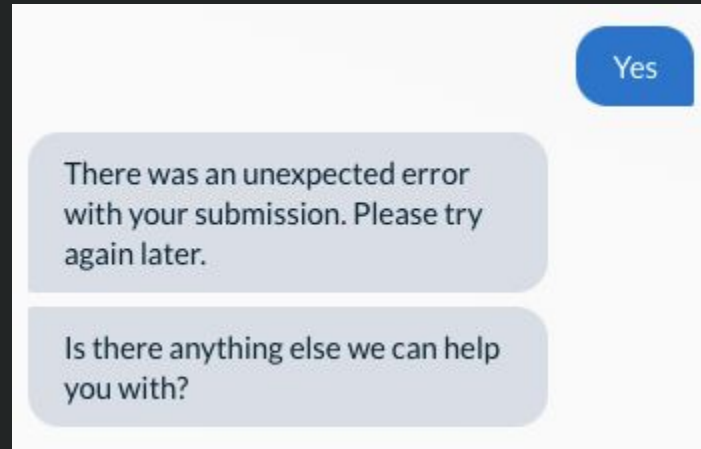 Yes
There was an unexpected error
with your submission. Please try
again later.
Is there anything else we can help
you with?